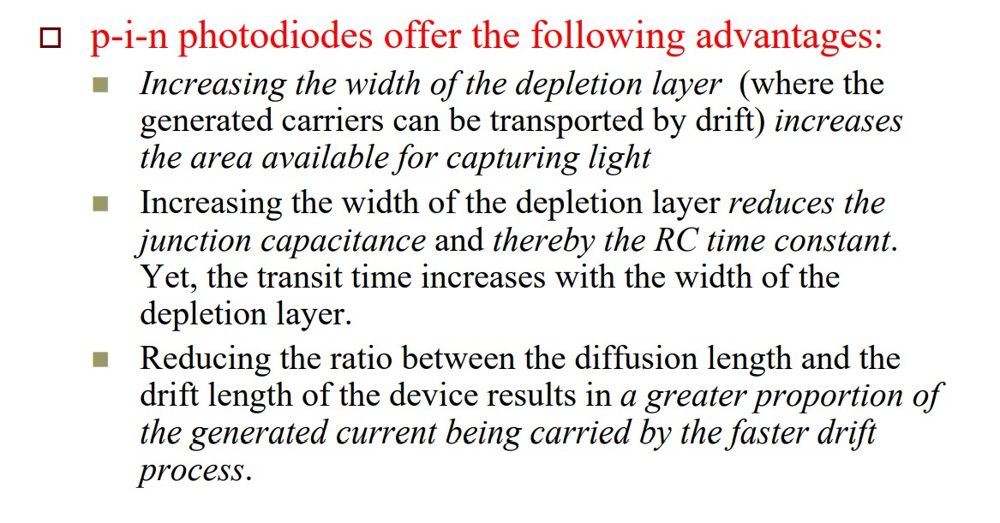 p-i-n photodiodes offer the following advantages:
Increasing the width of the depletion layer (where the
generated carriers can be transported by drift) increases
the area available for capturing light
Increasing the width of the depletion layer reduces the
junction capacitance and thereby the RC time constant.
Yet, the transit time increases with the width of the
depletion layer.
Reducing the ratio between the diffusion length and the
drift length of the device results in a greater proportion of
the generated current being carried by the faster drift
process.